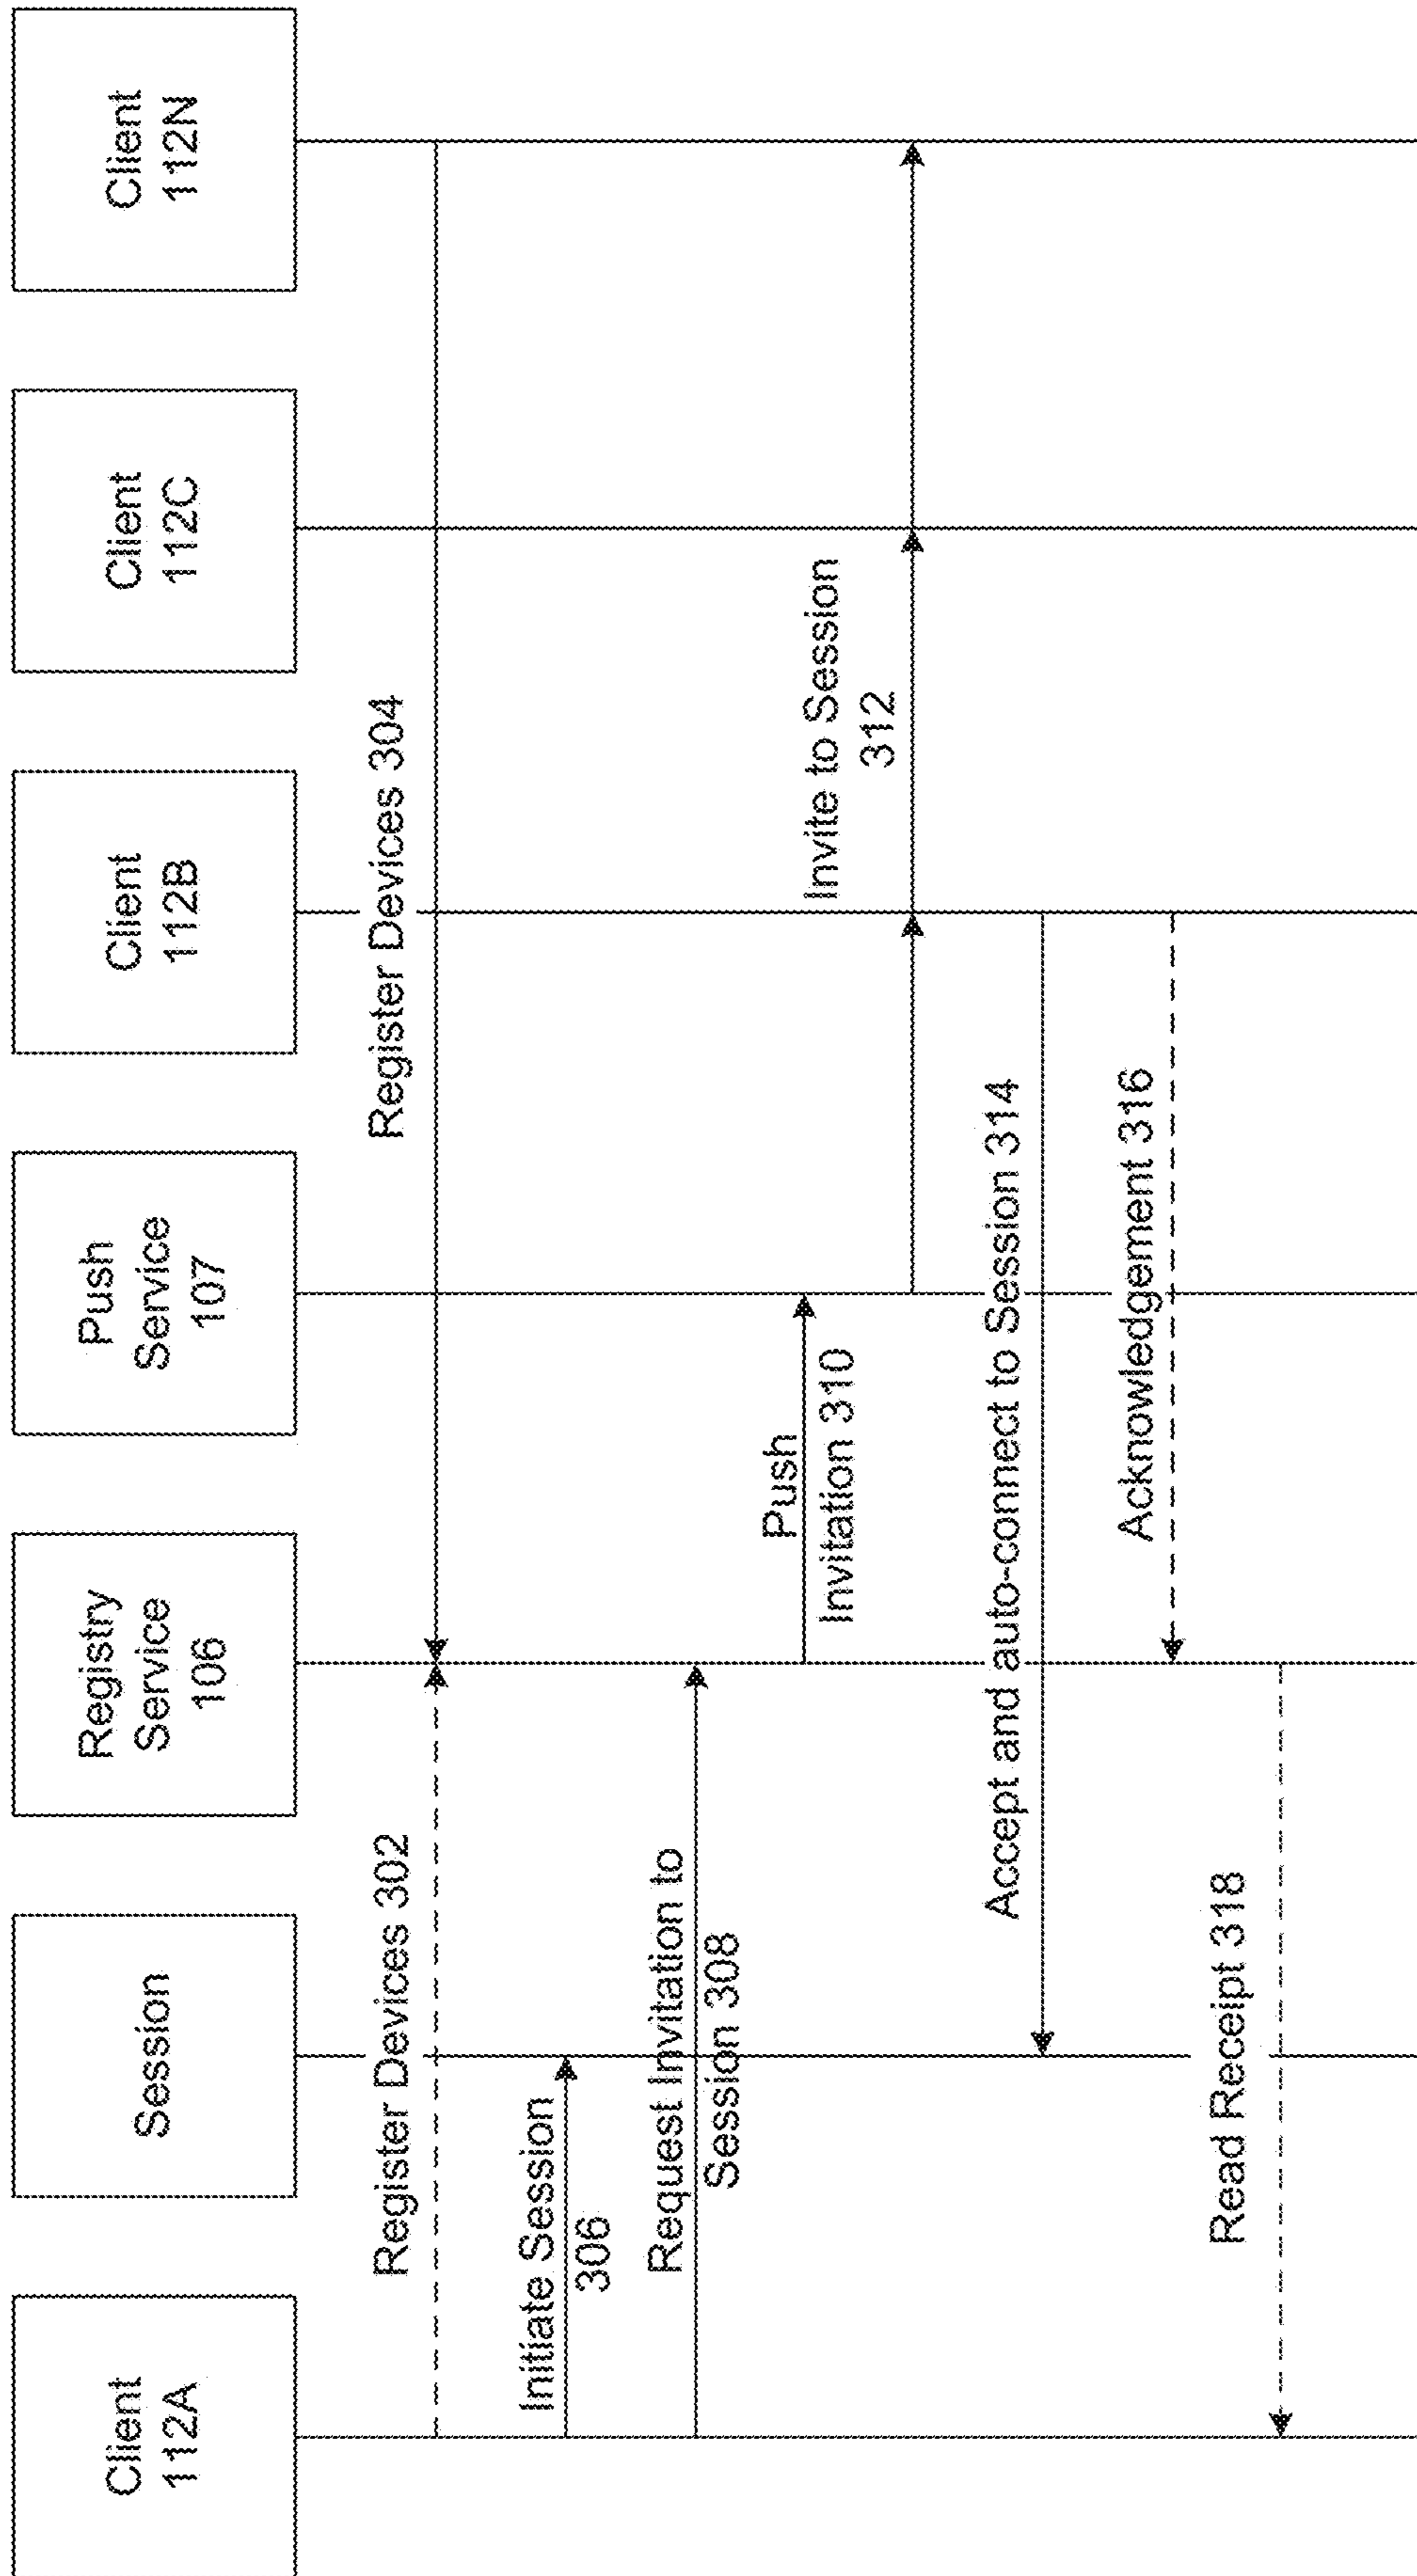 Client
112A
Session
Registry
Service
106
Push
Service
107
Client
112B
Client
112C
Client
112N
Register Devices 302
Register Devices 304
Initiate Session
306
Request Invitation to
Session 308
Push
Invitation 310
Invite to Session
312
Accept and auto-connect to Session 314
Acknowledgement 316
Read Receipt 318